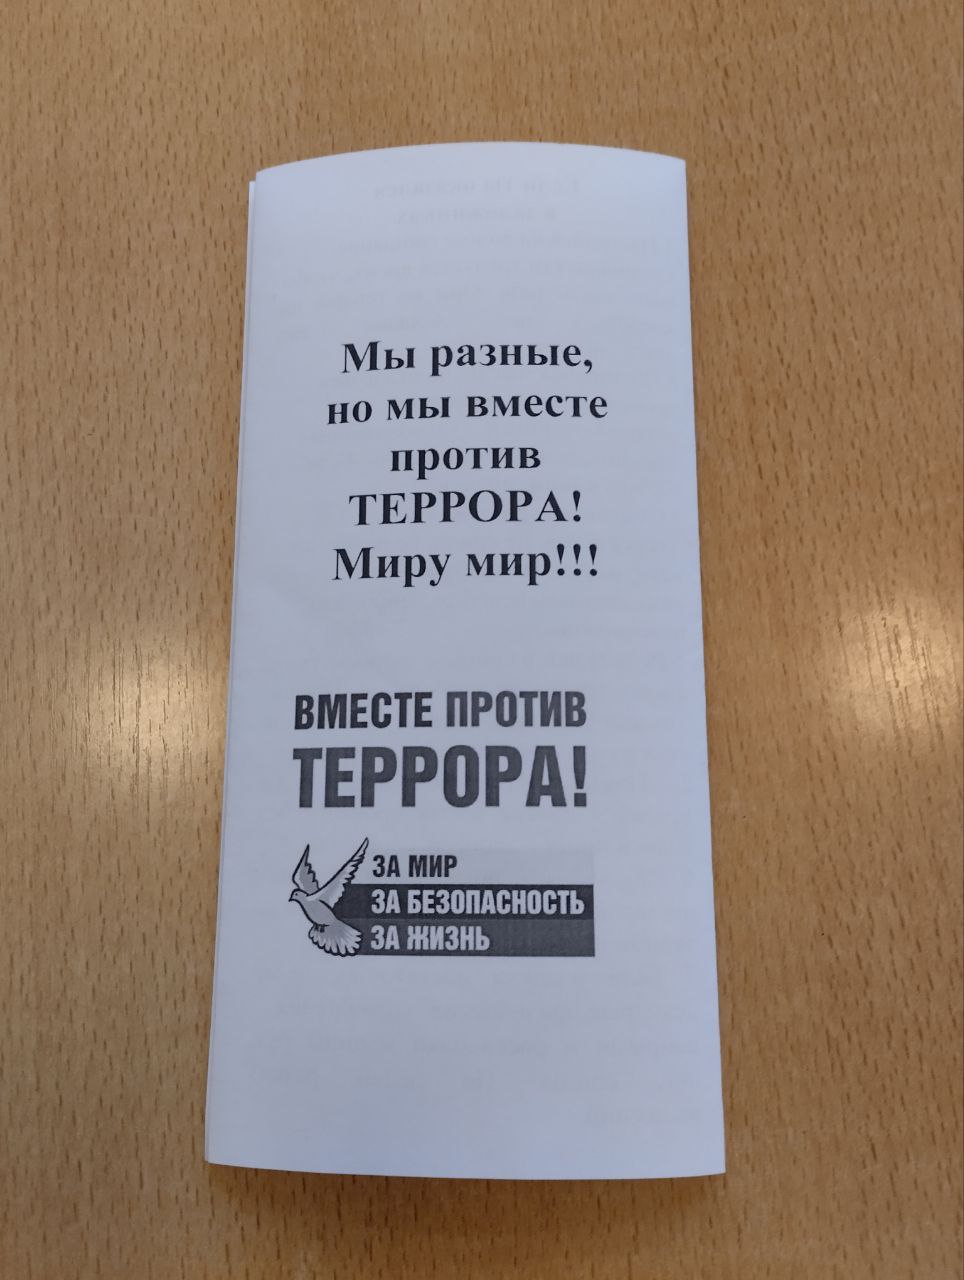 Мы разные,
но мы вместе
против
ТЕРРОРА!
Миру мир!!!
ВМЕСТЕ ПРОТИВ
ТЕРРОРА!
ЗА МИР
ЗА БЕЗОПАСНОСТЬ
ЗА ЖИЗНЬ